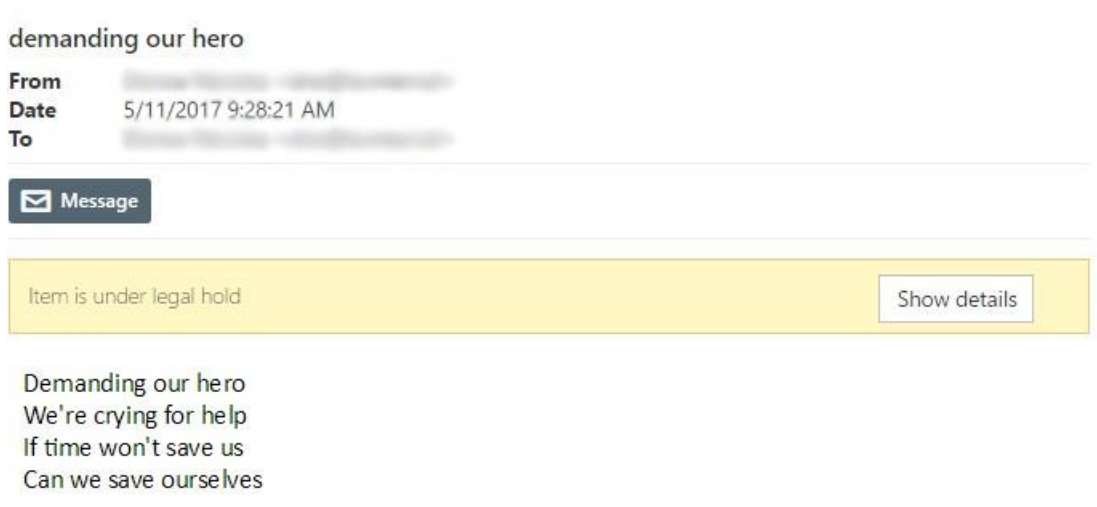 demanding our hero
From
Date 5/11/2017 9:28:21 AM
To
Message
Item is under legal hold Show details
Demanding our hero
We're crying for help
If time won't save us
Can we save ourselves